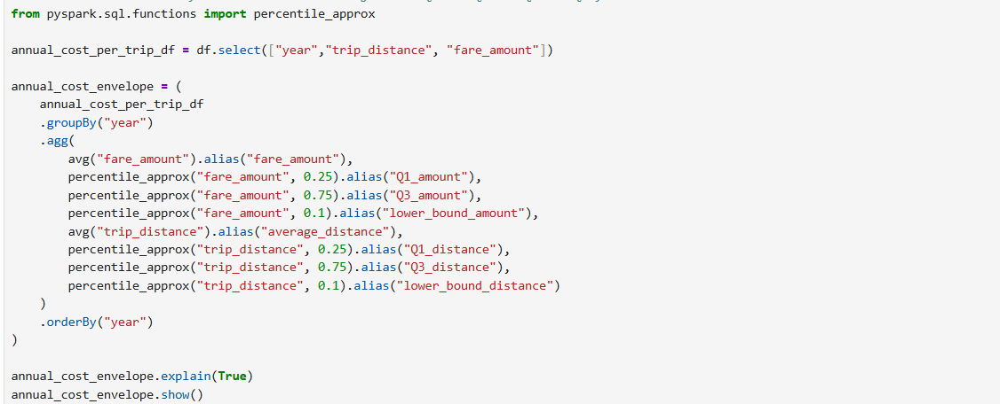 from pyspark.sql.functions import percentile_approx
annual_cost_per_trip_df = df.select(["year","trip_distance", "fare_amount"])
annual_cost_envelope = (
    annual_cost_per_trip_df
    .groupBy("year")
    .agg(
        avg("fare_amount").alias("fare_amount"),
        percentile_approx("fare_amount", 0.25).alias("Q1_amount"),
        percentile_approx("fare_amount", 0.75).alias("Q3_amount"),
        percentile_approx("fare_amount", 0.1).alias("lower_bound_amount"),
        avg("trip_distance").alias("average_distance"),
        percentile_approx("trip_distance", 0.25).alias("Q1_distance"),
        percentile_approx("trip_distance", 0.75).alias("Q3_distance"),
        percentile_approx("trip_distance", 0.1).alias("lower_bound_distance")
    )
    .orderBy("year")
)
annual_cost_envelope.explain(True)
annual_cost_envelope.show()